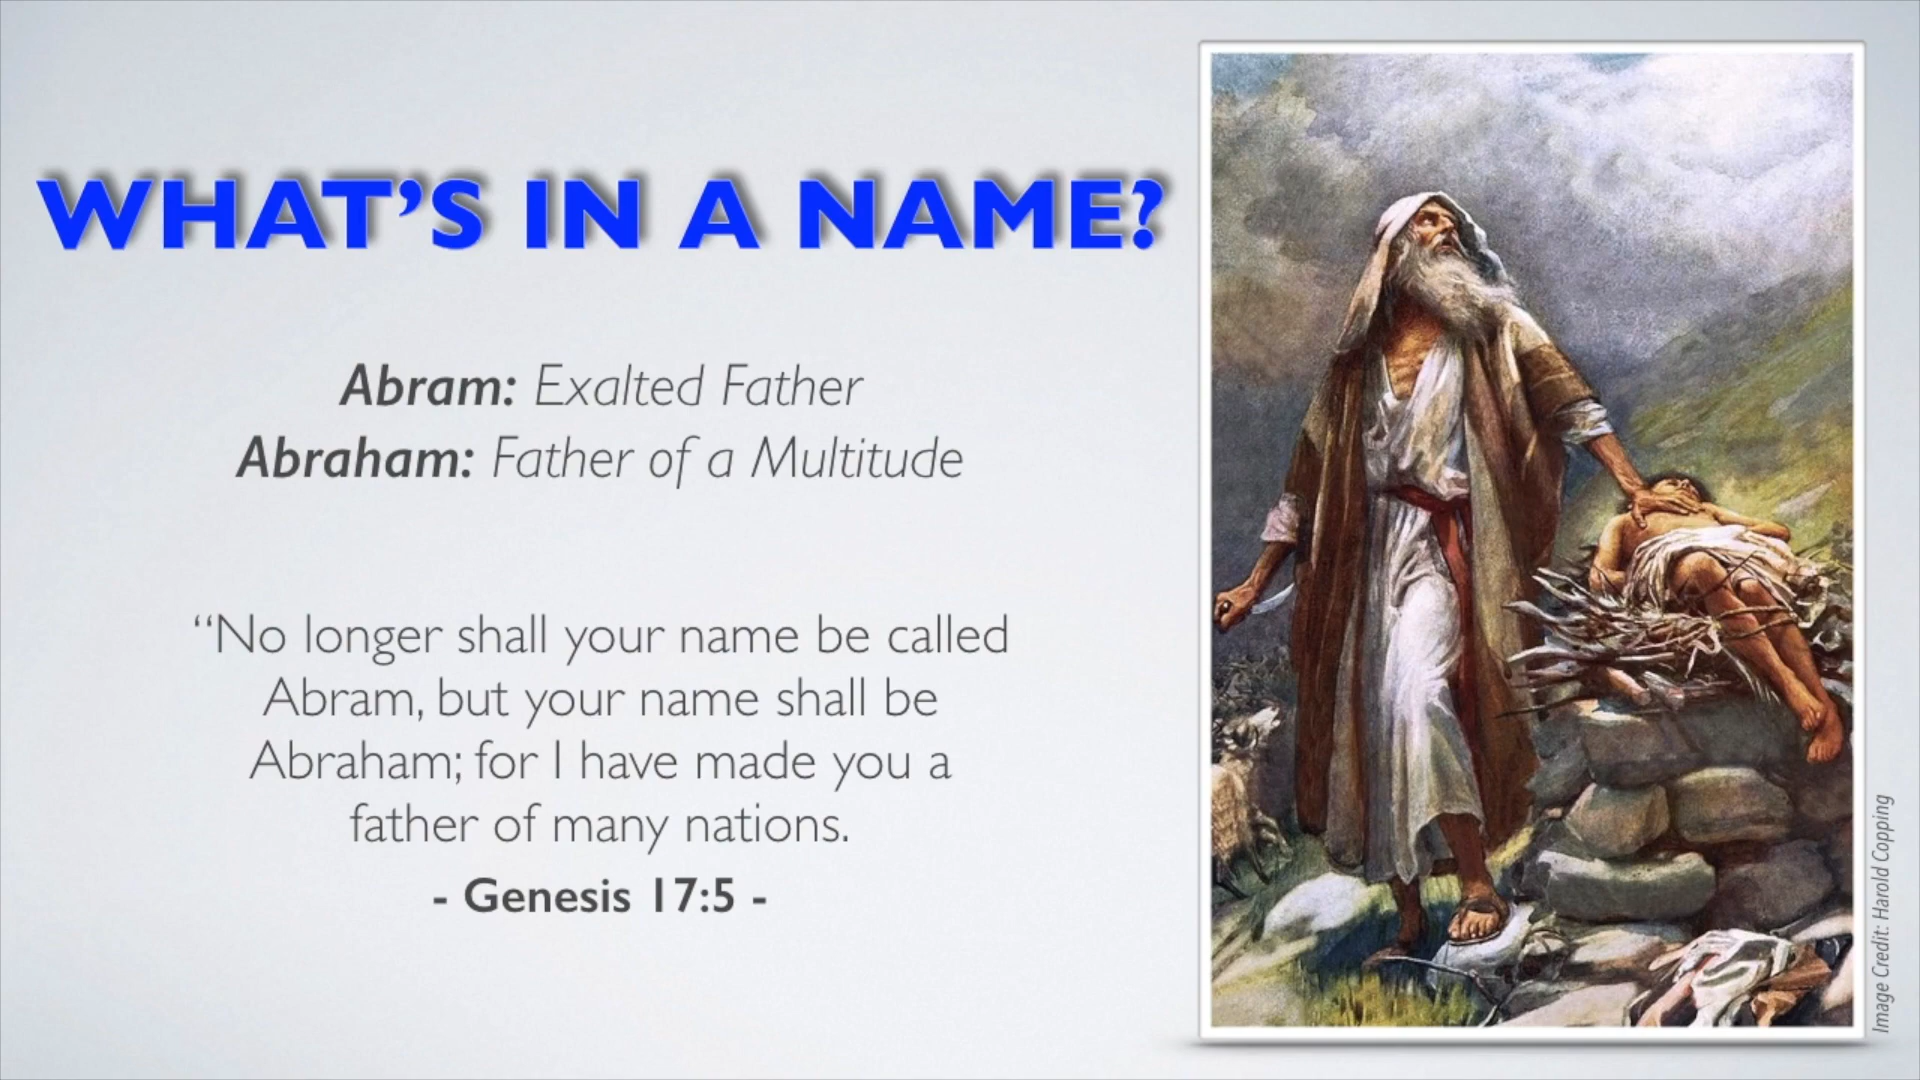 WHAT'S IN A NAME?
Abram: Exalted Father
Abraham: Father of a Multitude
“No longer shall your name be called
Abram, but your name shall be
Abraham; for I have made you a
father of many nations.
- Genesis 17:5 -
Image Credit: Harold Copping